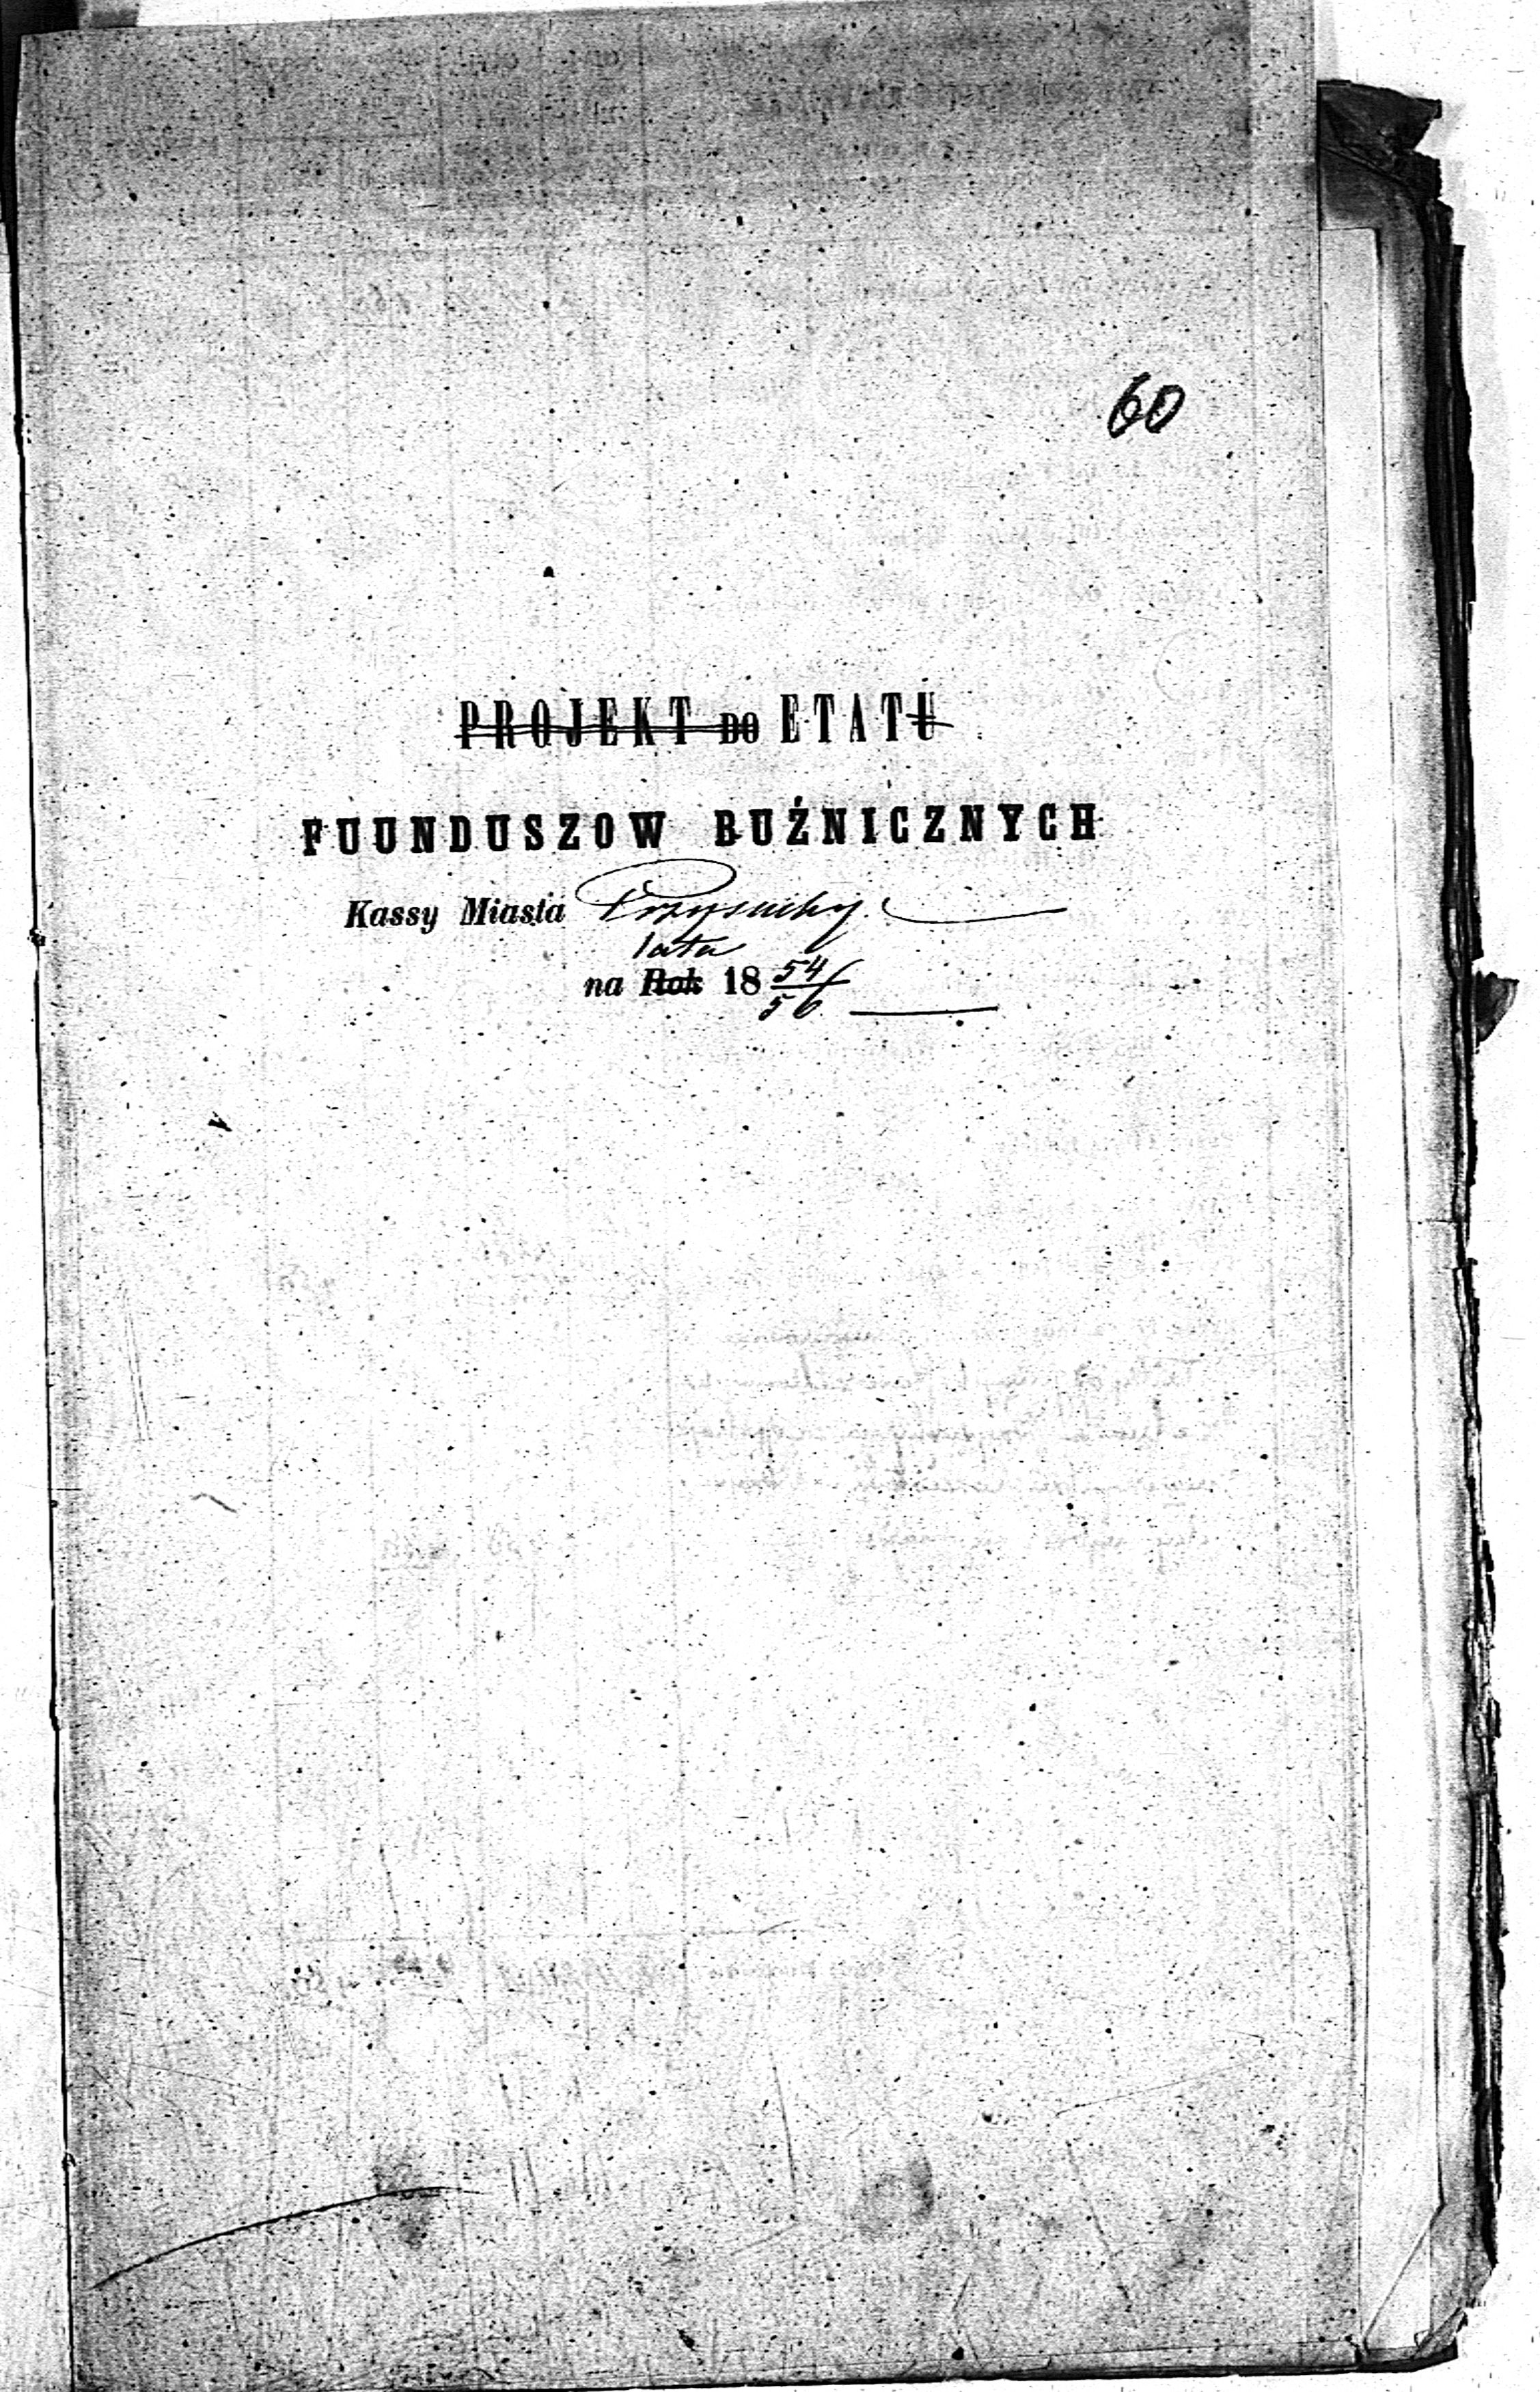 60
PROJEKT DO ETATU
FUUNDUSZOW BUŹNICZNYCH
Kassy Miasta Przysuchy.
lata
na Rok 18 54/56